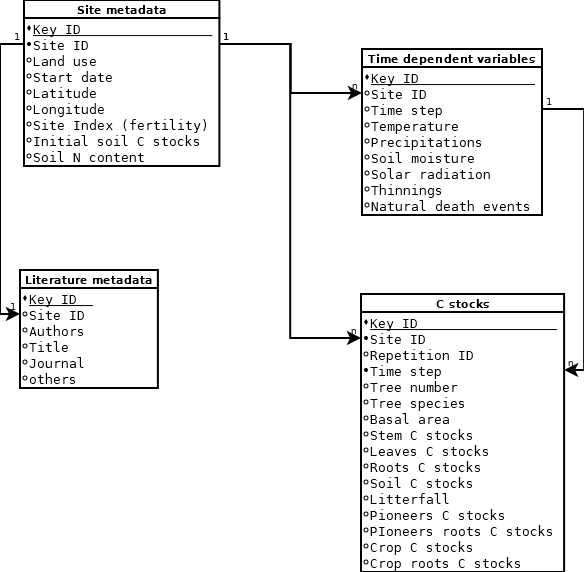 Site metadata
Key ID
Site ID
Land use
Start date
Latitude
Longitude
Site Index (fertility)
Initial soil C stocks
Soil N content
1
1
Time dependent variables
Key ID
Site ID
Time step
Temperature
Precipitations
Soil moisture
Solar radiation
Thinnings
Natural death events
n
1
Literature metadata
Key ID
Site ID
Authors
Title
Journal
others
1
C stocks
Key ID
Site ID
Repetition ID
Time step
Tree number
Tree species
Basal area
Stem C stocks
Leaves C stocks
Roots C stocks
Soil C stocks
Litterfall
Pioneers C stocks
PIoneers roots C stocks
Crop C stocks
Crop roots C stocks
n
n